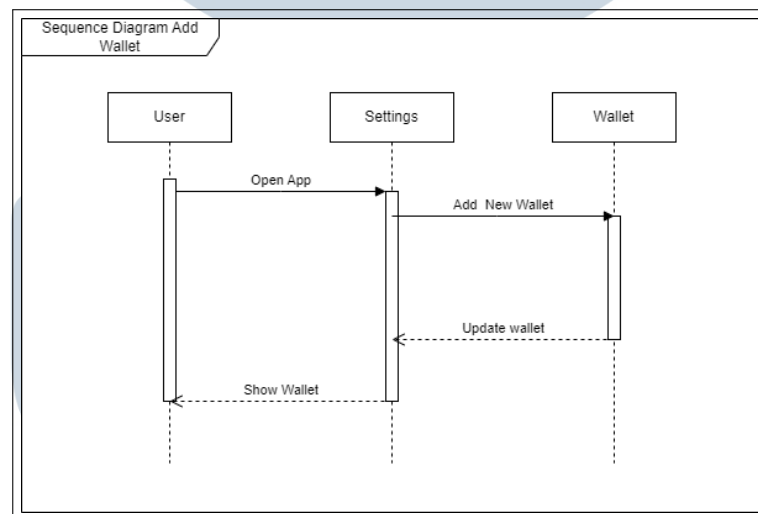 Sequence Diagram Add
Wallet
User
Settings
Wallet
Open App
Add  New Wallet
Update wallet
Show Wallet